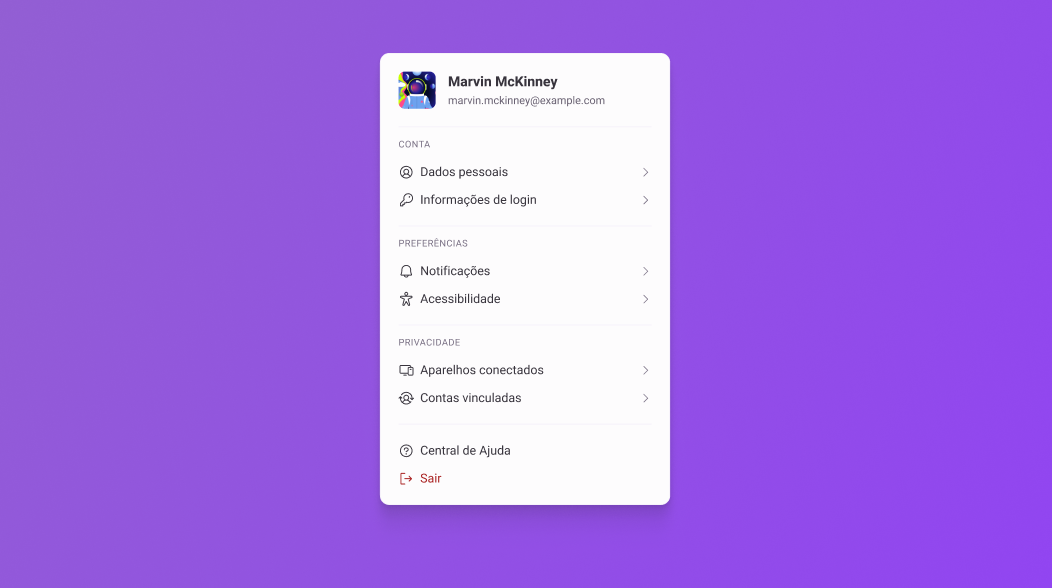 Marvin McKinney
marvin.mckinney@example.com
CONTA
Dados pessoais
Informações de login
PREFERÊNCIAS
Notificações
Acessibilidade
PRIVACIDADE
Aparelhos conectados
Contas vinculadas
Central de Ajuda
Sair